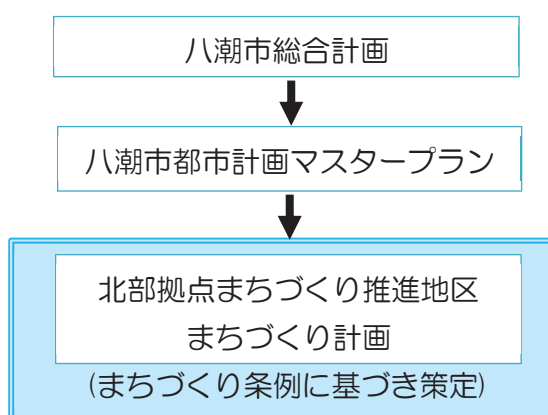 八潮市総合計画
八潮市都市計画マスタープラン
北部拠点まちづくり推進地区
まちづくり計画
(まちづくり条例に基づき策定)